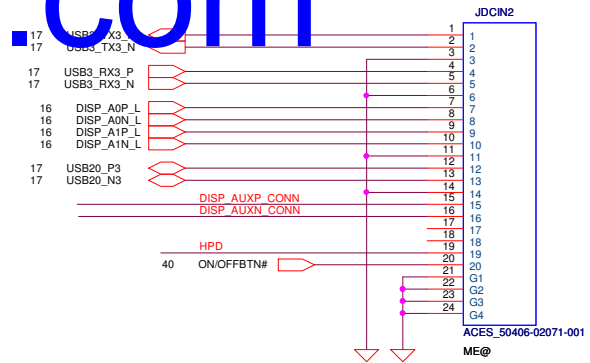 .com
JDCIN2
17 USB3_TX3_P 1 1
17 USB3_TX3_N 2 2
3 3
17 USB3_RX3_P 4 4
17 USB3_RX3_N 5 5
6 6
16 DISP_A0P_L 7 7
16 DISP_A0N_L 8 8
16 DISP_A1P_L 9 9
16 DISP_A1N_L 10 10
11 11
17 USB20_P3 12 12
17 USB20_N3 13 13
14 14
DISP_AUXP_CONN 15 15
DISP_AUXN_CONN 16 16
17 17
18 18
HPD 19 19
40 ON/OFFBTN# 20 20
21 G1
22 G2
23 G3
24 G4
ACES_50406-02071-001
ME@